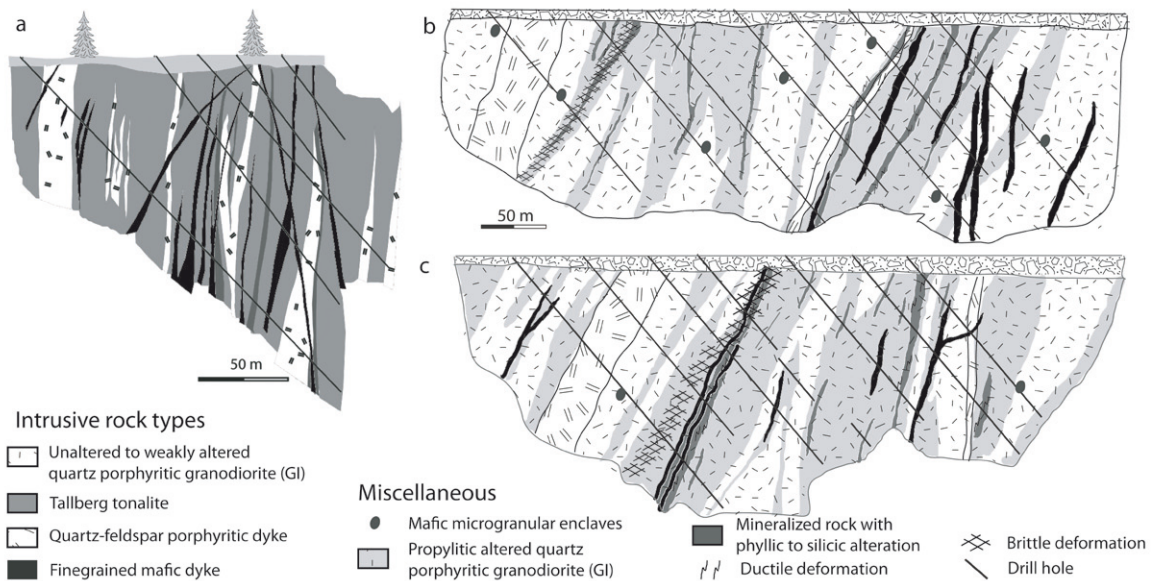 a
b
50 m
c
50 m
Intrusive rock types
Unaltered to weakly altered
quartz porphyritic granodiorite (GI)
Tallberg tonalite
Quartz-feldspar porphyritic dyke
Finegrained mafic dyke
Miscellaneous
Mafic microgranular enclaves
Propylitic altered quartz
porphyritic granodiorite (GI)
Mineralized rock with
phyllic to silicic alteration
Ductile deformation
Brittle deformation
Drill hole